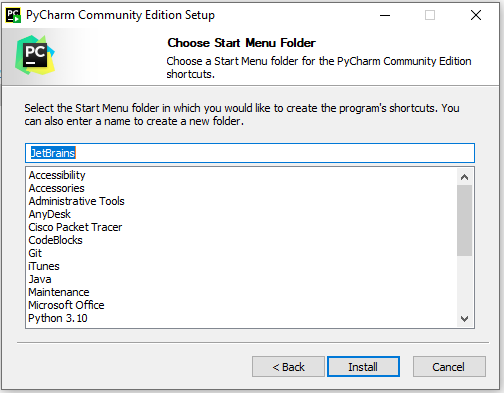 PC
PyCharm Community Edition Setup
PC
Choose Start Menu Folder
Choose a Start Menu folder for the PyCharm Community Edition
shortcuts.
Select the Start Menu folder in which you would like to create the program's shortcuts. You
can also enter a name to create a new folder.
JetBrains
Accessibility
Accessories
Administrative Tools
AnyDesk
Cisco Packet Tracer
CodeBlocks
Git
iTunes
Java
Maintenance
Microsoft Office
Python 3.10
< Back
Install
Cancel